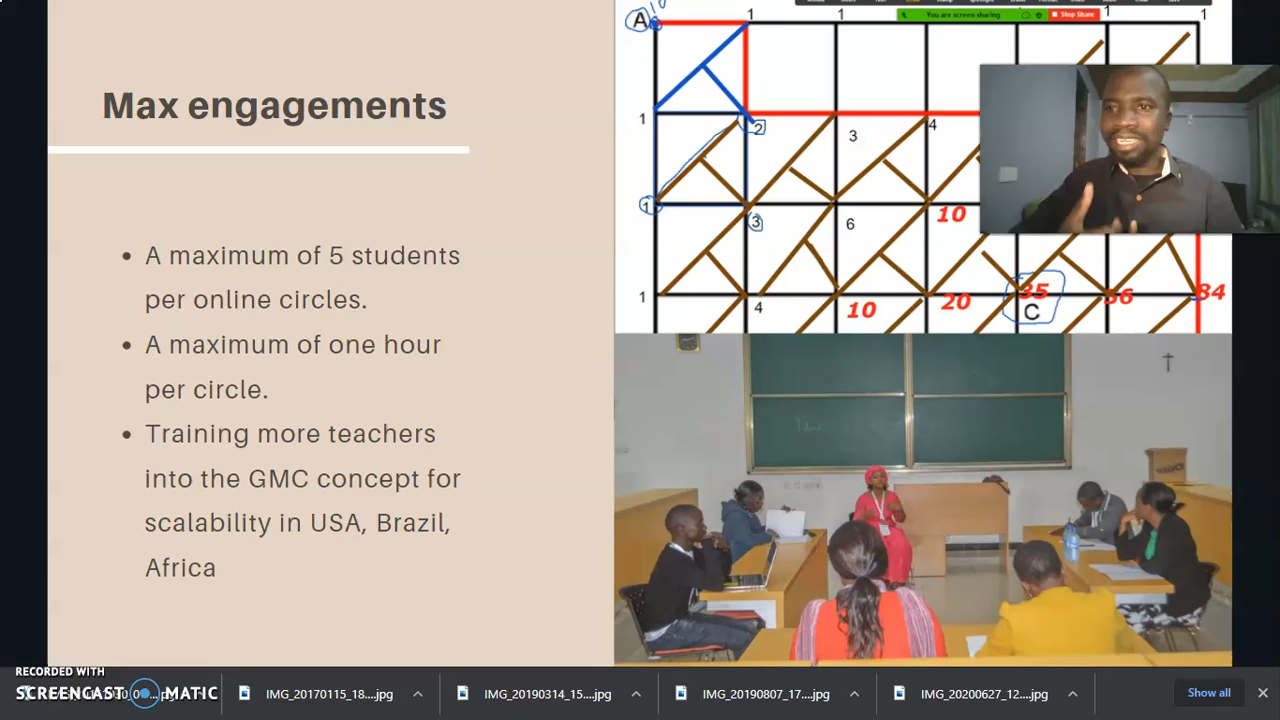 Max engagements
A maximum of 5 students
per online circles.
A maximum of one hour
per circle.
Training more teachers
into the GMC concept for
scalability in USA, Brazil,
Africa
You are screen sharing
Stop Share
A
1 1 1 1
1 2 3 4
1 3 6 10
1 4 10 20 35 56 84
C
RECORDED WITH
SCREENCAST MATIC
IMG_20170115_18....jpg
IMG_20190314_15....jpg
IMG_20190807_17....jpg
IMG_20200627_12....jpg
Show all